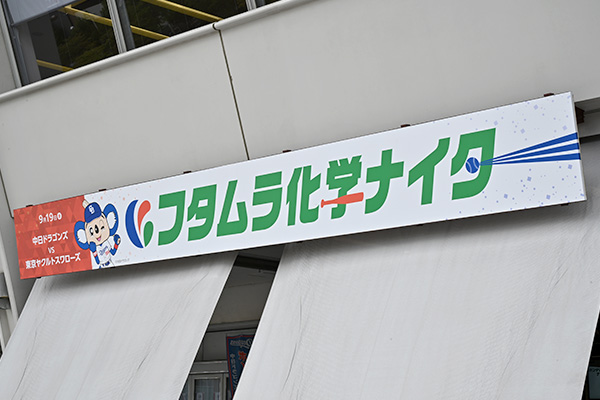 9月19日
中日ドラゴンズ
VS
東京ヤクルトスワローズ
フタムラ化学ナイタ